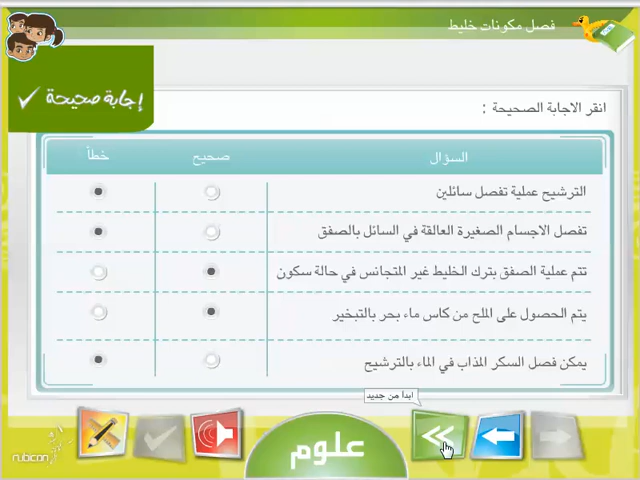 فصل مكونات خليط
إجابة صحيحة
انقر الاجابة الصحيحة :
السؤال صحيح خطأ
الترشيح عملية تفصل سائلين
تفصل الاجسام الصغيرة العالقة في السائل بالصفق
تتم عملية الصفق بترك الخليط غير المتجانس في حالة سكون
يتم الحصول على الملح من كاس ماء بحر بالتبخير
يمكن فصل السكر المذاب في الماء بالترشيح
ابدأ من جديد
علوم
rubicon